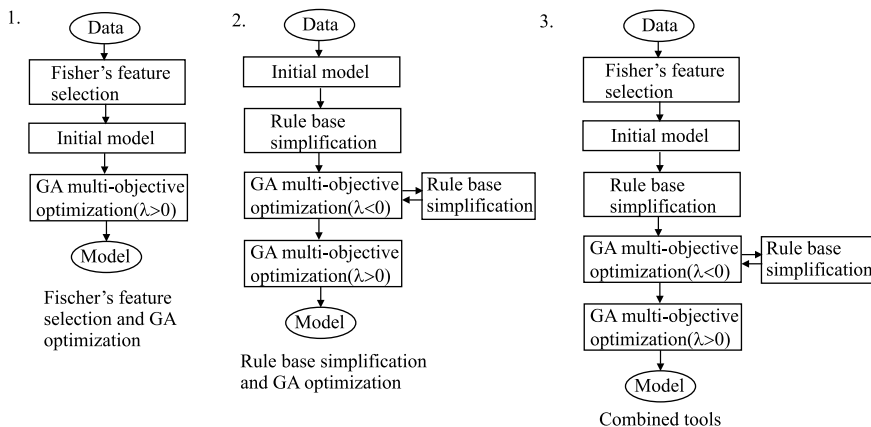 1.
Data
Fisher's feature
selection
Initial model
GA multi-objective
optimization(λ>0)
Model
Fischer's feature
selection and GA
optimization
2.
Data
Initial model
Rule base
simplification
GA multi-objective
optimization(λ<0)
Rule base
simplification
GA multi-objective
optimization(λ>0)
Model
Rule base simplification
and GA optimization
3.
Data
Fisher's feature
selection
Initial model
Rule base
simplification
GA multi-objective
optimization(λ<0)
Rule base
simplification
GA multi-objective
optimization(λ>0)
Model
Combined tools